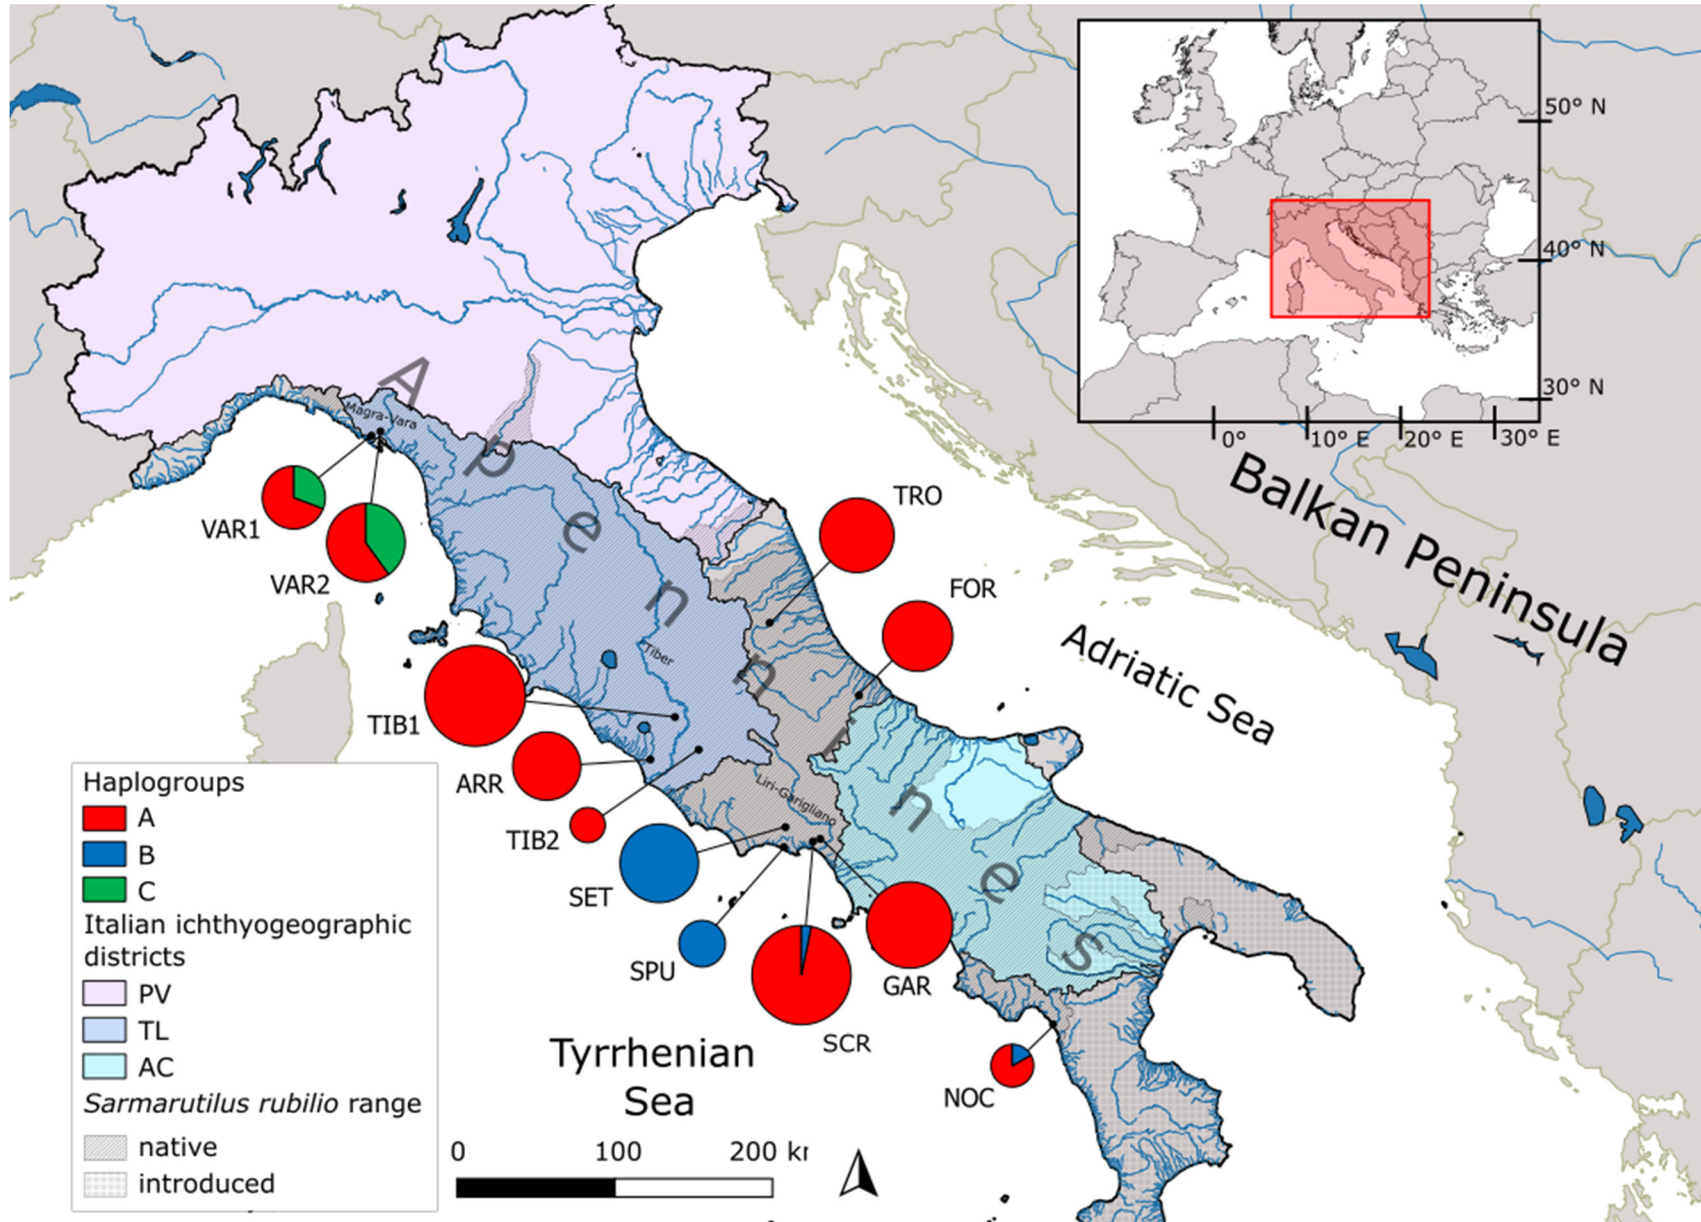 50° N
40° N
30° N
0°
10° E
20° E
30° E
Balkan Peninsula
Adriatic Sea
Apennines
Magra-Vara
VAR1
VAR2
TRO
FOR
Tiber
TIB1
ARR
TIB2
Liri-Garigliano
SET
SPU
SCR
GAR
NOC
Tyrrhenian
Sea
0
100
200 k
Haplogroups
A
B
C
Italian ichthyogeographic
districts
PV
TL
AC
Sarmarutilus rubilio range
native
introduced